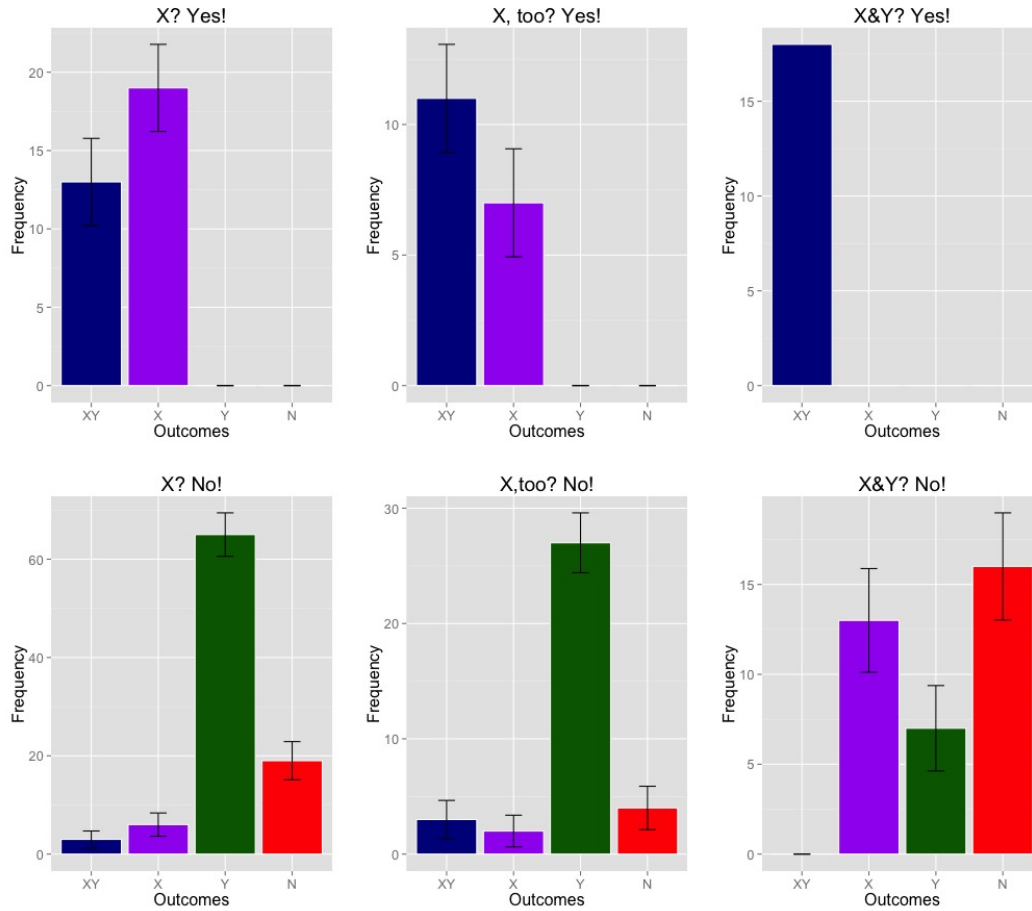 X? Yes!
Frequency
20
15
10
5
0
XY X Y N
Outcomes
X, too? Yes!
Frequency
10
5
0
XY X Y N
Outcomes
X&Y? Yes!
Frequency
15
10
5
0
XY X Y N
Outcomes
X? No!
Frequency
60
40
20
0
XY X Y N
Outcomes
X,too? No!
Frequency
30
20
10
0
XY X Y N
Outcomes
X&Y? No!
Frequency
15
10
5
0
XY X Y N
Outcomes